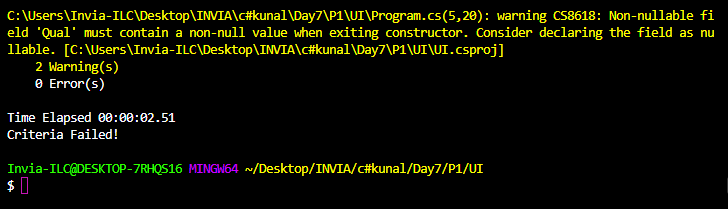 C:\Users\Invia-ILC\Desktop\INVIA\c#kunal\Day7\P1\UI\Program.cs(5,20): warning CS8618: Non-nullable fi
eld 'Qual' must contain a non-null value when exiting constructor. Consider declaring the field as nu
llable. [C:\Users\Invia-ILC\Desktop\INVIA\c#kunal\Day7\P1\UI\UI.csproj]
    2 Warning(s)
    0 Error(s)

Time Elapsed 00:00:02.51
Criteria Failed!

Invia-ILC@DESKTOP-7RHQS16 MINGW64 ~/Desktop/INVIA/c#kunal/Day7/P1/UI
$